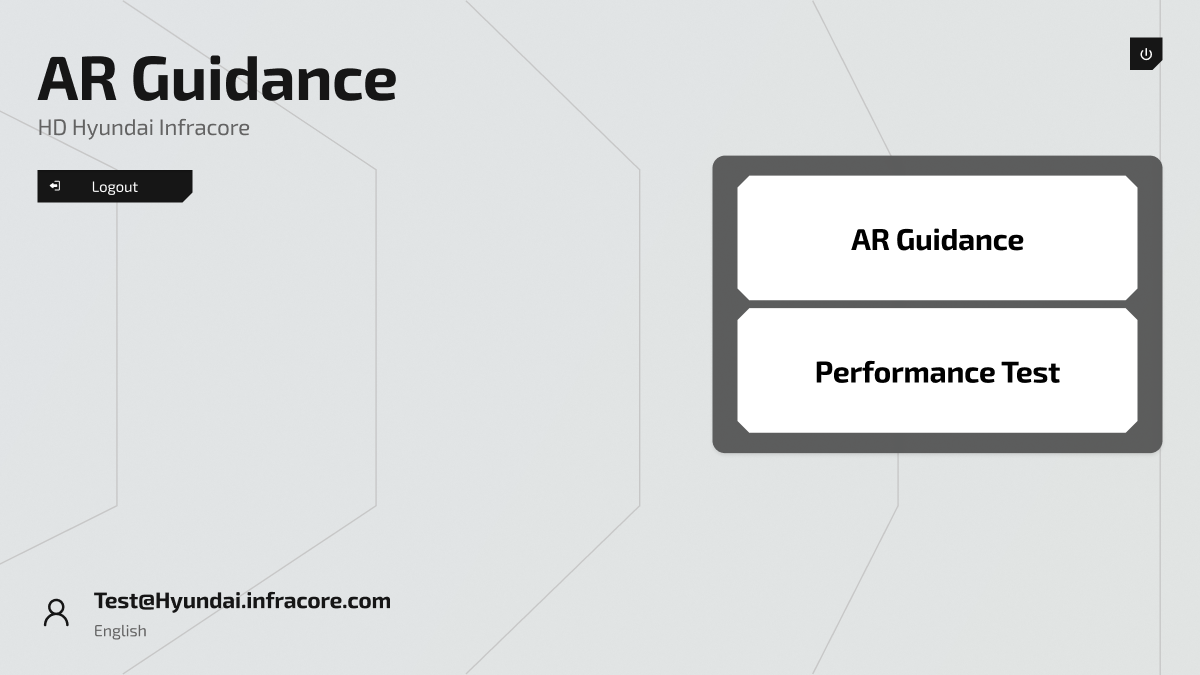 AR Guidance
HD Hyundai Infracore
Logout
AR Guidance
Performance Test
Test@Hyundai.infracore.com
English